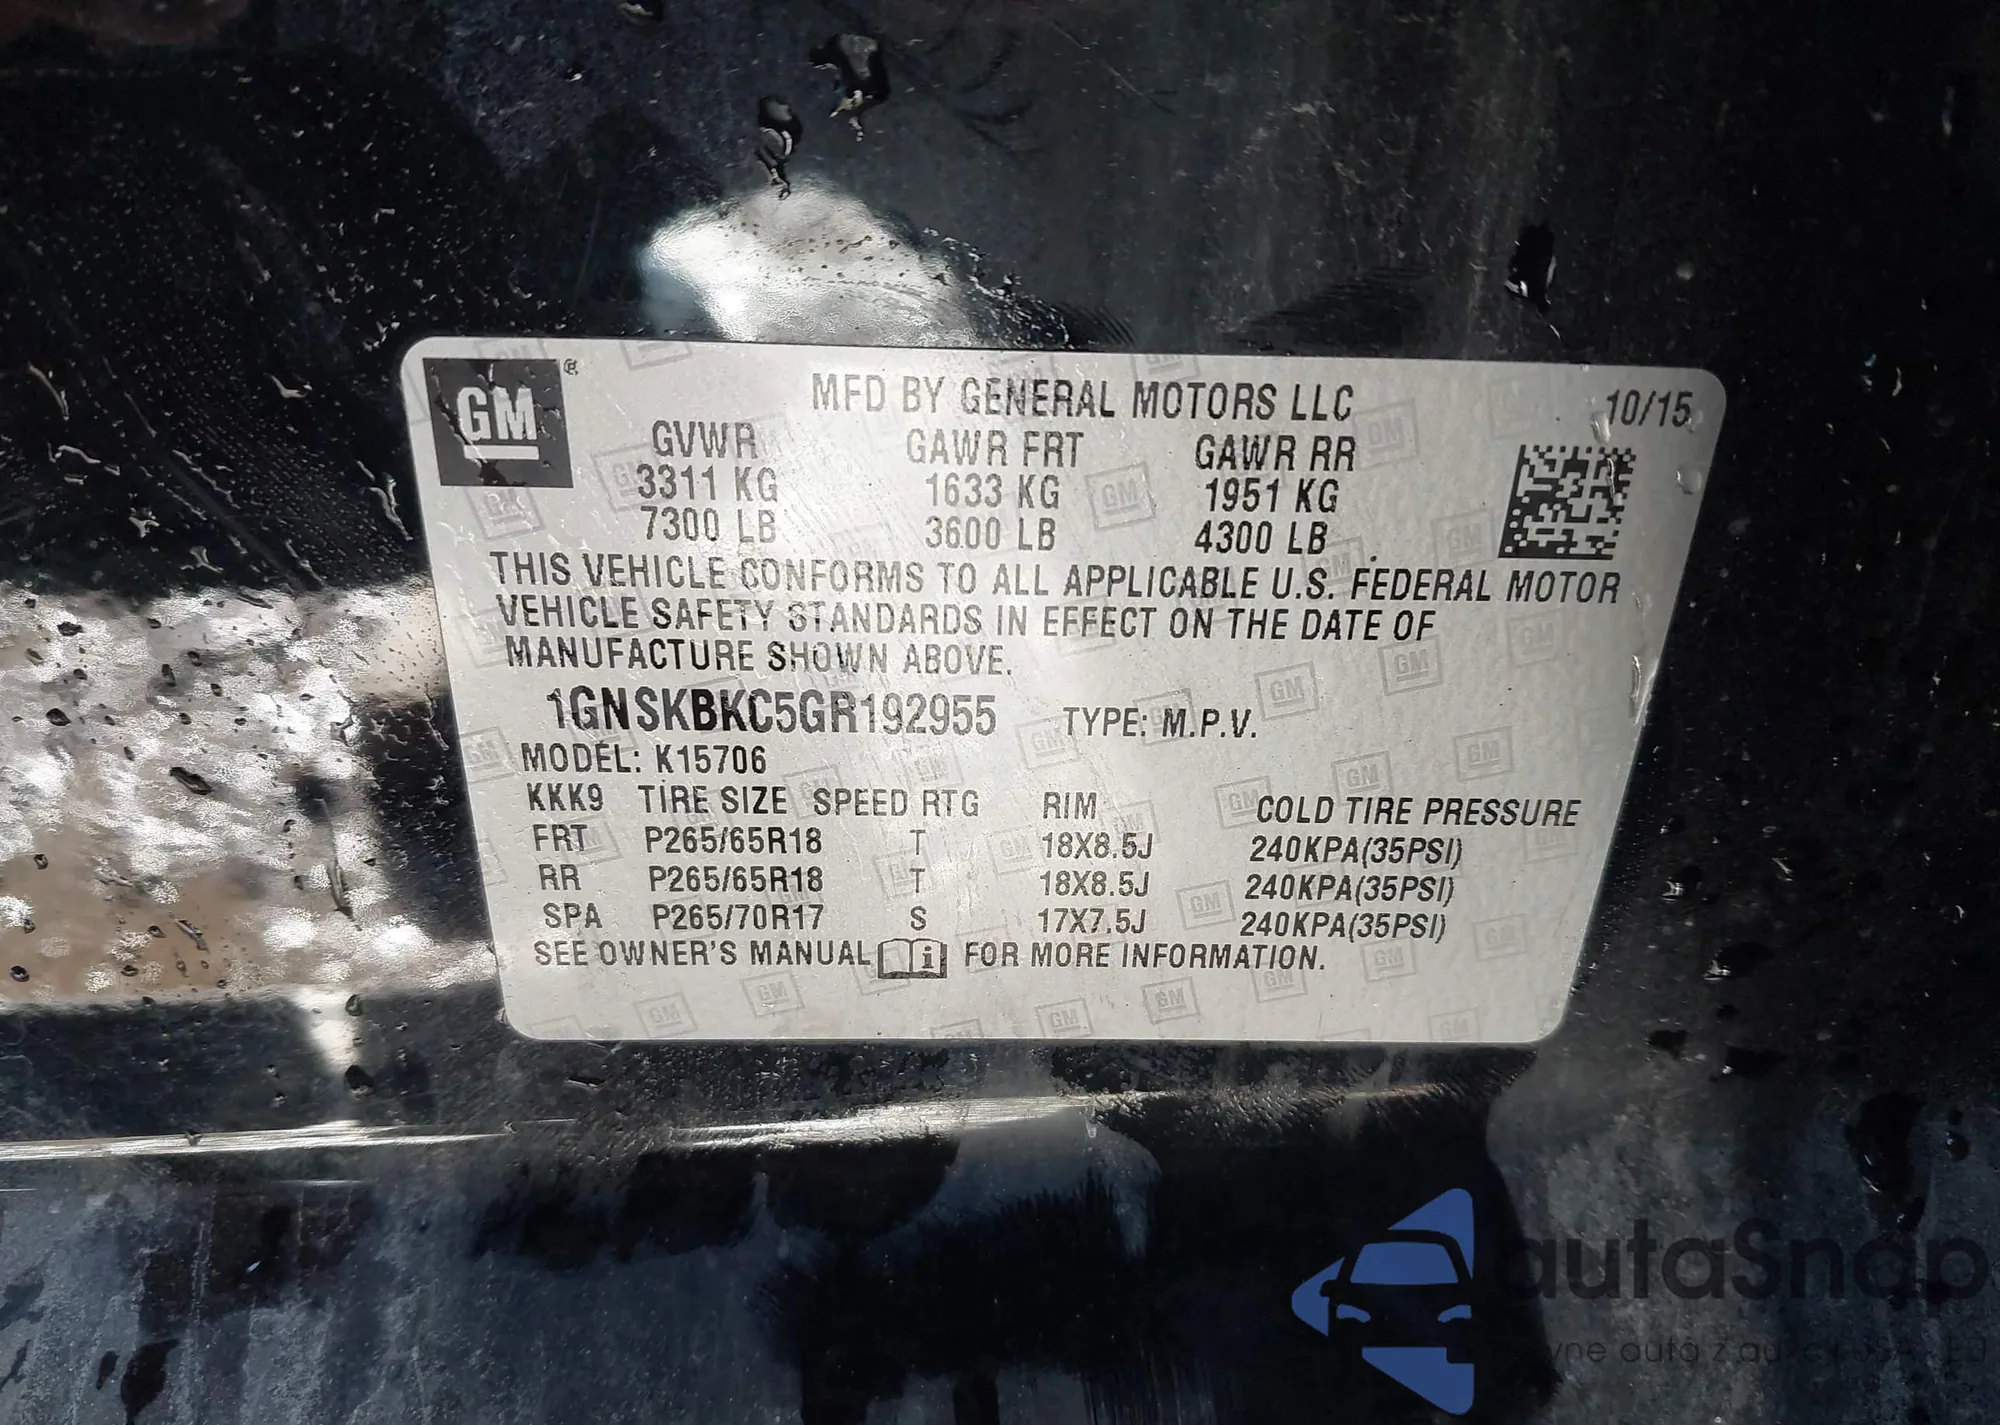 GM®
MFD BY GENERAL MOTORS LLC 10/15
GVWR GAWR FRT GAWR RR
3311 KG 1633 KG 1951 KG
7300 LB 3600 LB 4300 LB
THIS VEHICLE CONFORMS TO ALL APPLICABLE U.S. FEDERAL MOTOR
VEHICLE SAFETY STANDARDS IN EFFECT ON THE DATE OF
MANUFACTURE SHOWN ABOVE.
1GNSKBKC5GR192955 TYPE: M.P.V.
MODEL: K15706
KKK9 TIRE SIZE SPEED RTG RIM COLD TIRE PRESSURE
FRT P265/65R18 T 18X8.5J 240KPA(35PSI)
RR P265/65R18 T 18X8.5J 240KPA(35PSI)
SPA P265/70R17 S 17X7.5J 240KPA(35PSI)
SEE OWNER'S MANUAL FOR MORE INFORMATION.
autaSnap
auta z